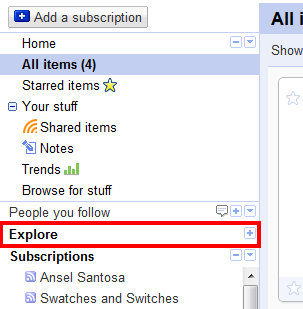 Add a subscription
Home
All items (4)
Starred items
Your stuff
Shared items
Notes
Trends
Browse for stuff
People you follow
Explore
Subscriptions
Ansel Santosa
Swatches and Switches
All i
Show